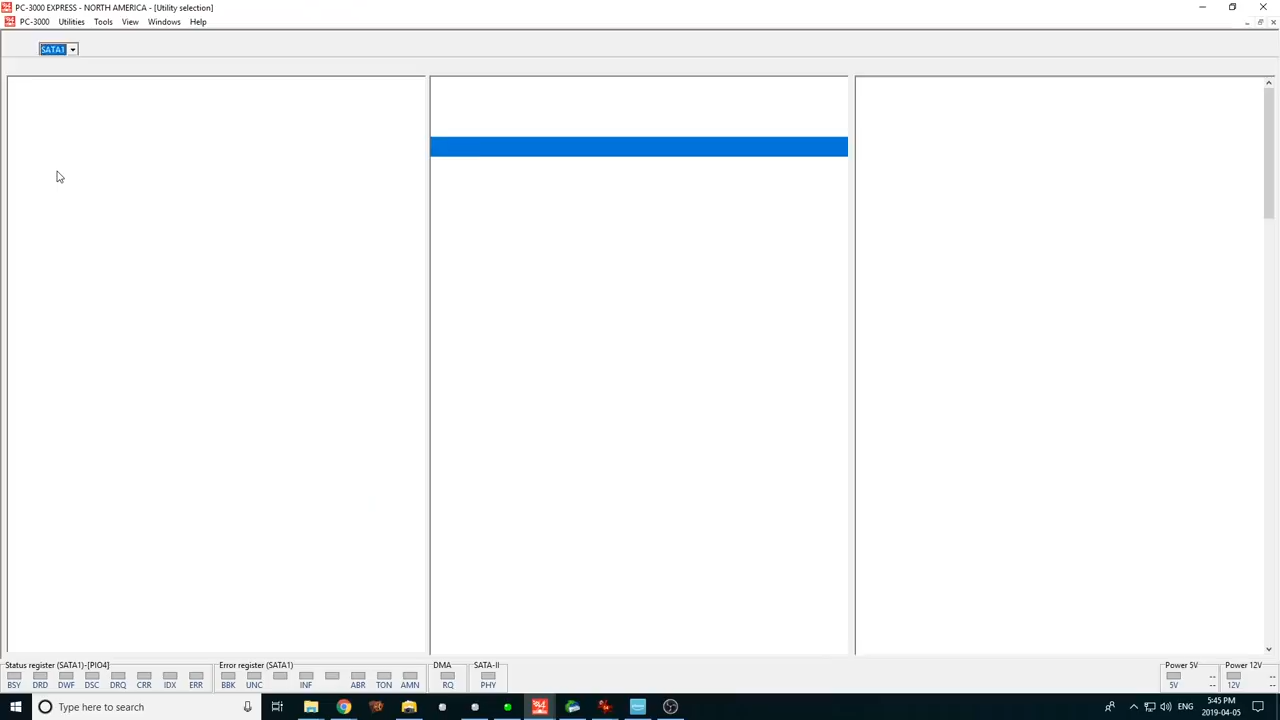 PC-3000 EXPRESS - NORTH AMERICA - [Utility selection]
PC-3000 Utilities Tools View Windows Help
SATA1
Status register (SATA1)-[PIO4] Error register (SATA1) DMA SATA-II Power 5V Power 12V
-- --
BSY DRD DWF DSC DRQ CRR IDX ERR BBK UNC INF ABR TON AMN RQ PHY 5V -- 12V --
Type here to search
ENG
5:45 PM
2019-04-05